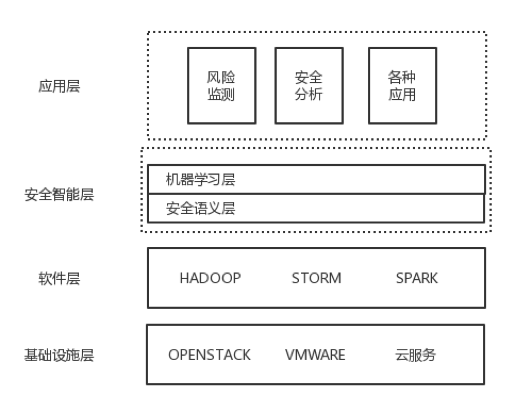 应用层
风险
监测
安全
分析
各种
应用
安全智能层
机器学习层
安全语义层
软件层
HADOOP STORM SPARK
基础设施层
OPENSTACK VMWARE 云服务